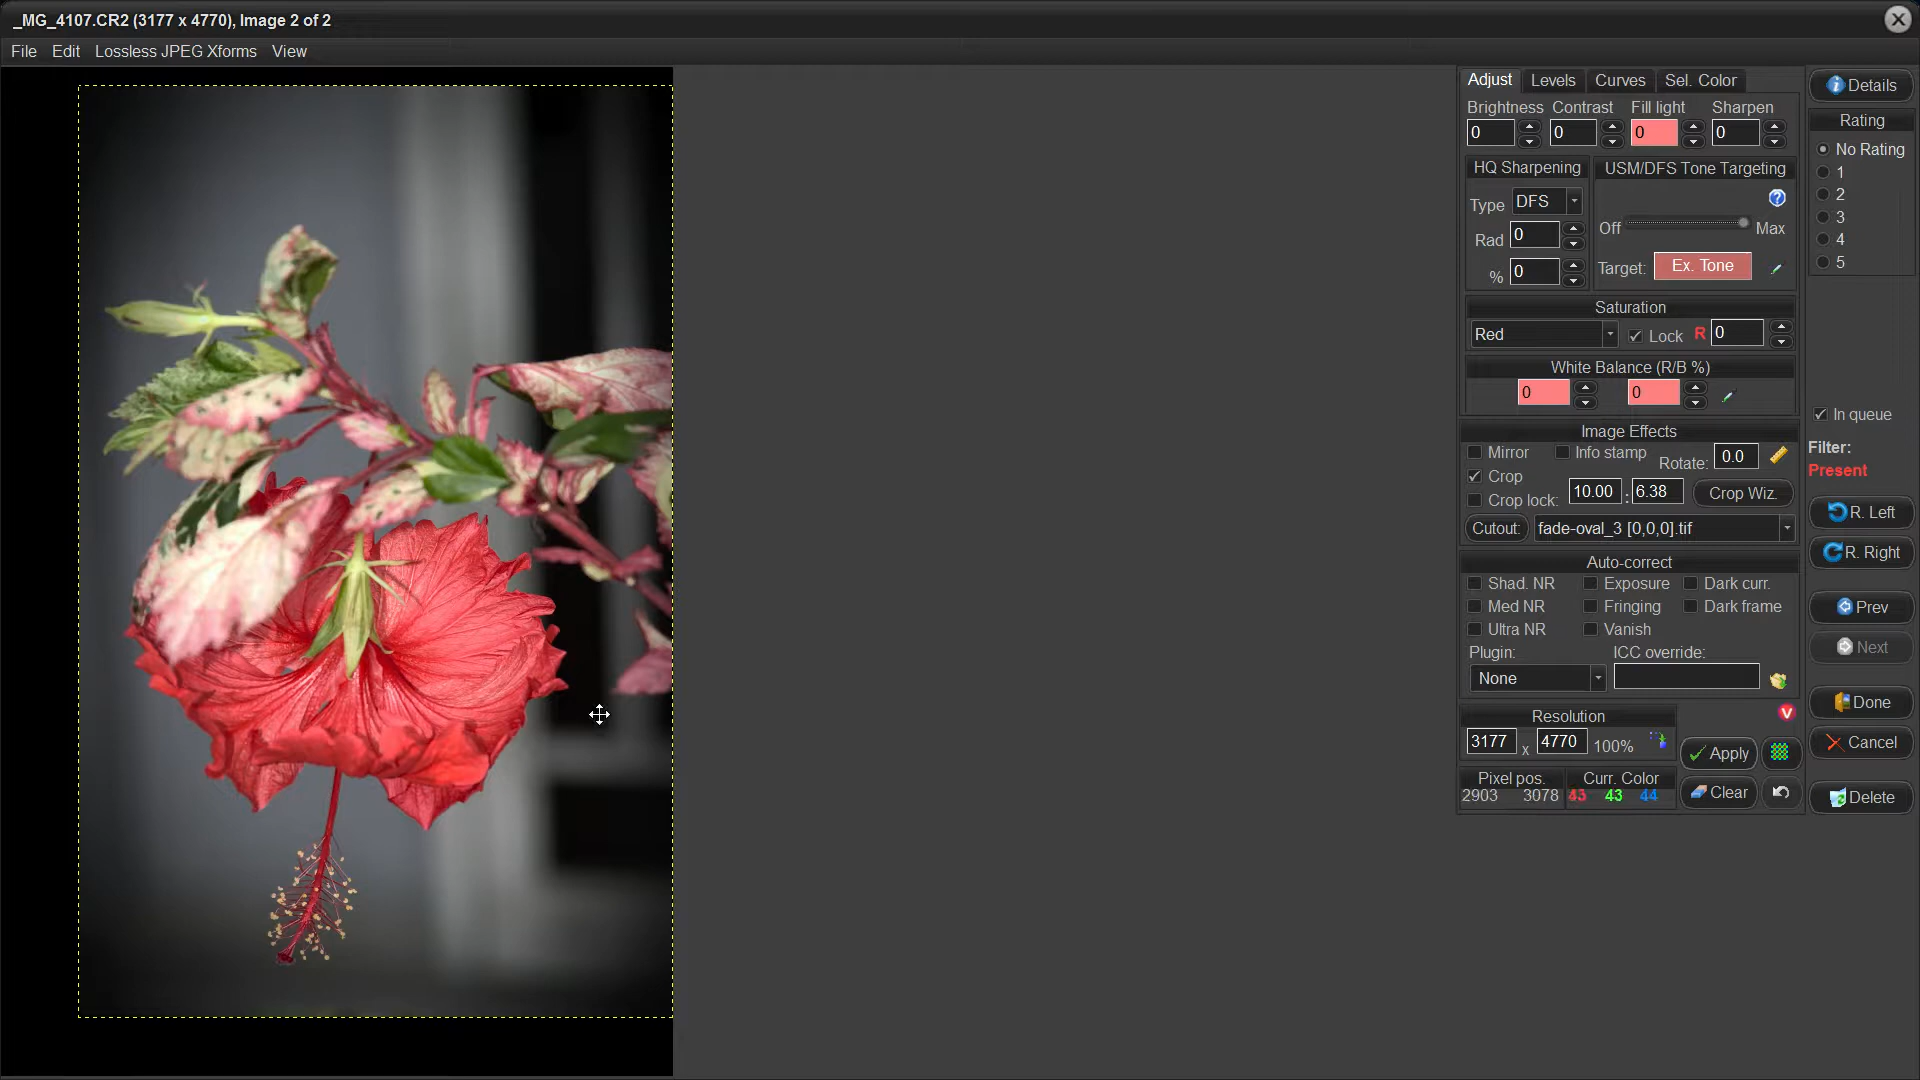 _MG_4107.CR2 (3177 x 4770), Image 2 of 2
File Edit Lossless JPEG Xforms View
Adjust Levels Curves Sel. Color
Brightness Contrast Fill light Sharpen
0 0 0 0
HQ Sharpening USM/DFS Tone Targeting
Type DFS
Rad 0 Off Max
% 0 Target: Ex. Tone
Saturation
Red Lock R 0
White Balance (R/B %)
0 0
Image Effects
Mirror Info stamp Rotate: 0.0
Crop
Crop lock: 10.00 : 6.38 Crop Wiz.
Cutout: fade-oval_3 [0,0,0].tif
Auto-correct
Shad. NR Exposure Dark curr.
Med NR Fringing Dark frame
Ultra NR Vanish
Plugin: ICC override:
None
Resolution
3177 x 4770 100%
Apply
Pixel pos. Curr. Color
2903 3078 43 43 44
Clear
Details
Rating
No Rating
1
2
3
4
5
In queue
Filter:
Present
R. Left
R. Right
Prev
Next
Done
Cancel
Delete